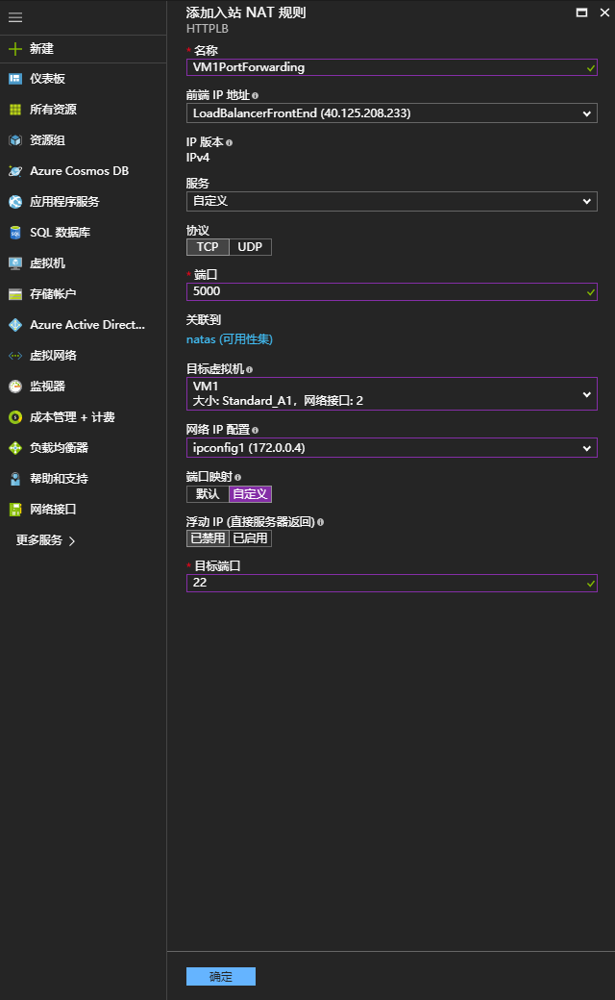 新建
仪表板
所有资源
资源组
Azure Cosmos DB
应用程序服务
SQL 数据库
虚拟机
存储帐户
Azure Active Direct...
虚拟网络
监视器
成本管理 + 计费
负载均衡器
帮助和支持
网络接口
更多服务
添加入站 NAT 规则
HTTPLB
* 名称
VM1PortForwarding
前端 IP 地址
LoadBalancerFrontEnd (40.125.208.233)
IP 版本
IPv4
服务
自定义
协议
TCP UDP
* 端口
5000
关联到
natas (可用性集)
目标虚拟机
VM1
大小: Standard_A1，网络接口: 2
网络 IP 配置
ipconfig1 (172.0.0.4)
端口映射
默认 自定义
浮动 IP (直接服务器返回)
已禁用 已启用
* 目标端口
22
确定